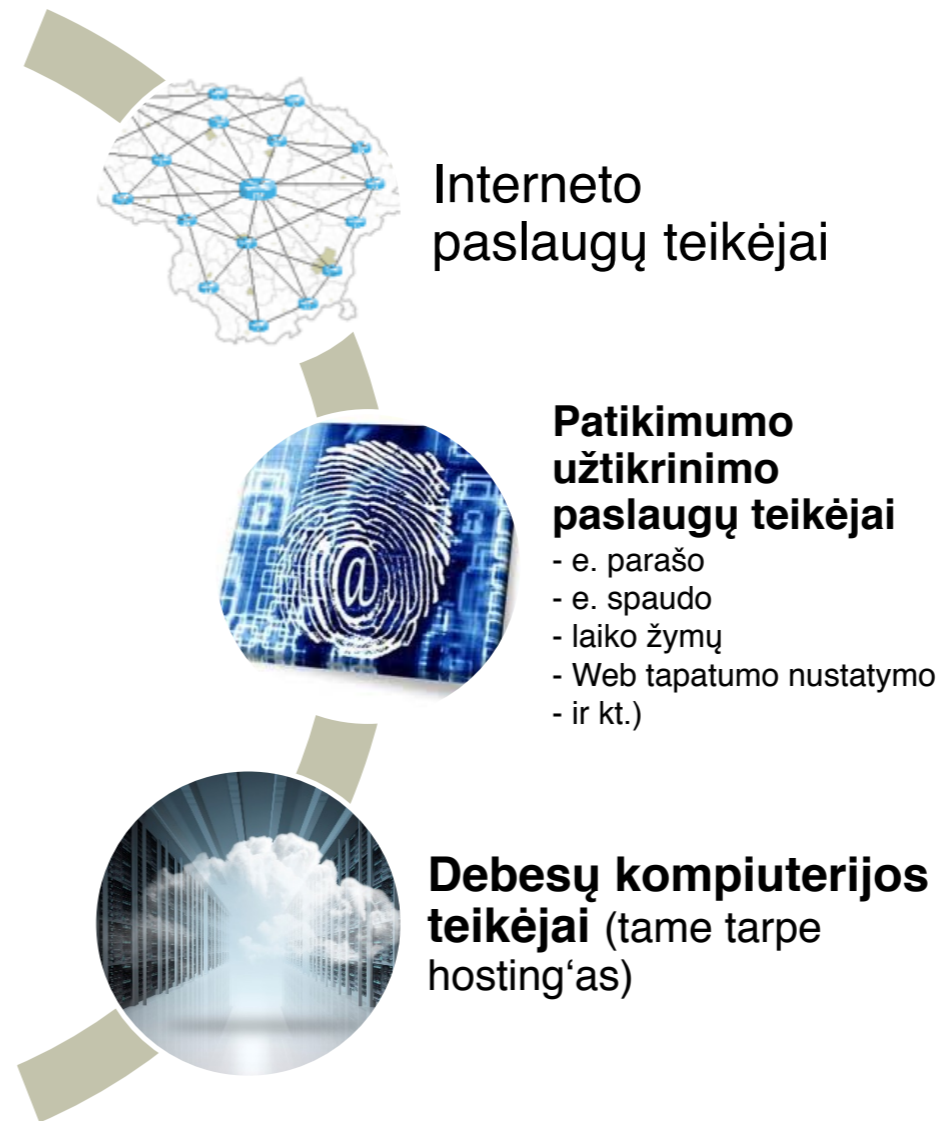 Interneto
paslaugų teikėjai
Patikimumo
užtikrinimo
paslaugų teikėjai
- e. parašo
- e. spaudo
- laiko žymų
- Web tapatumo nustatymo
- ir kt.)
@
Debesų kompiuterijos
teikėjai (tame tarpe
hosting‘as)